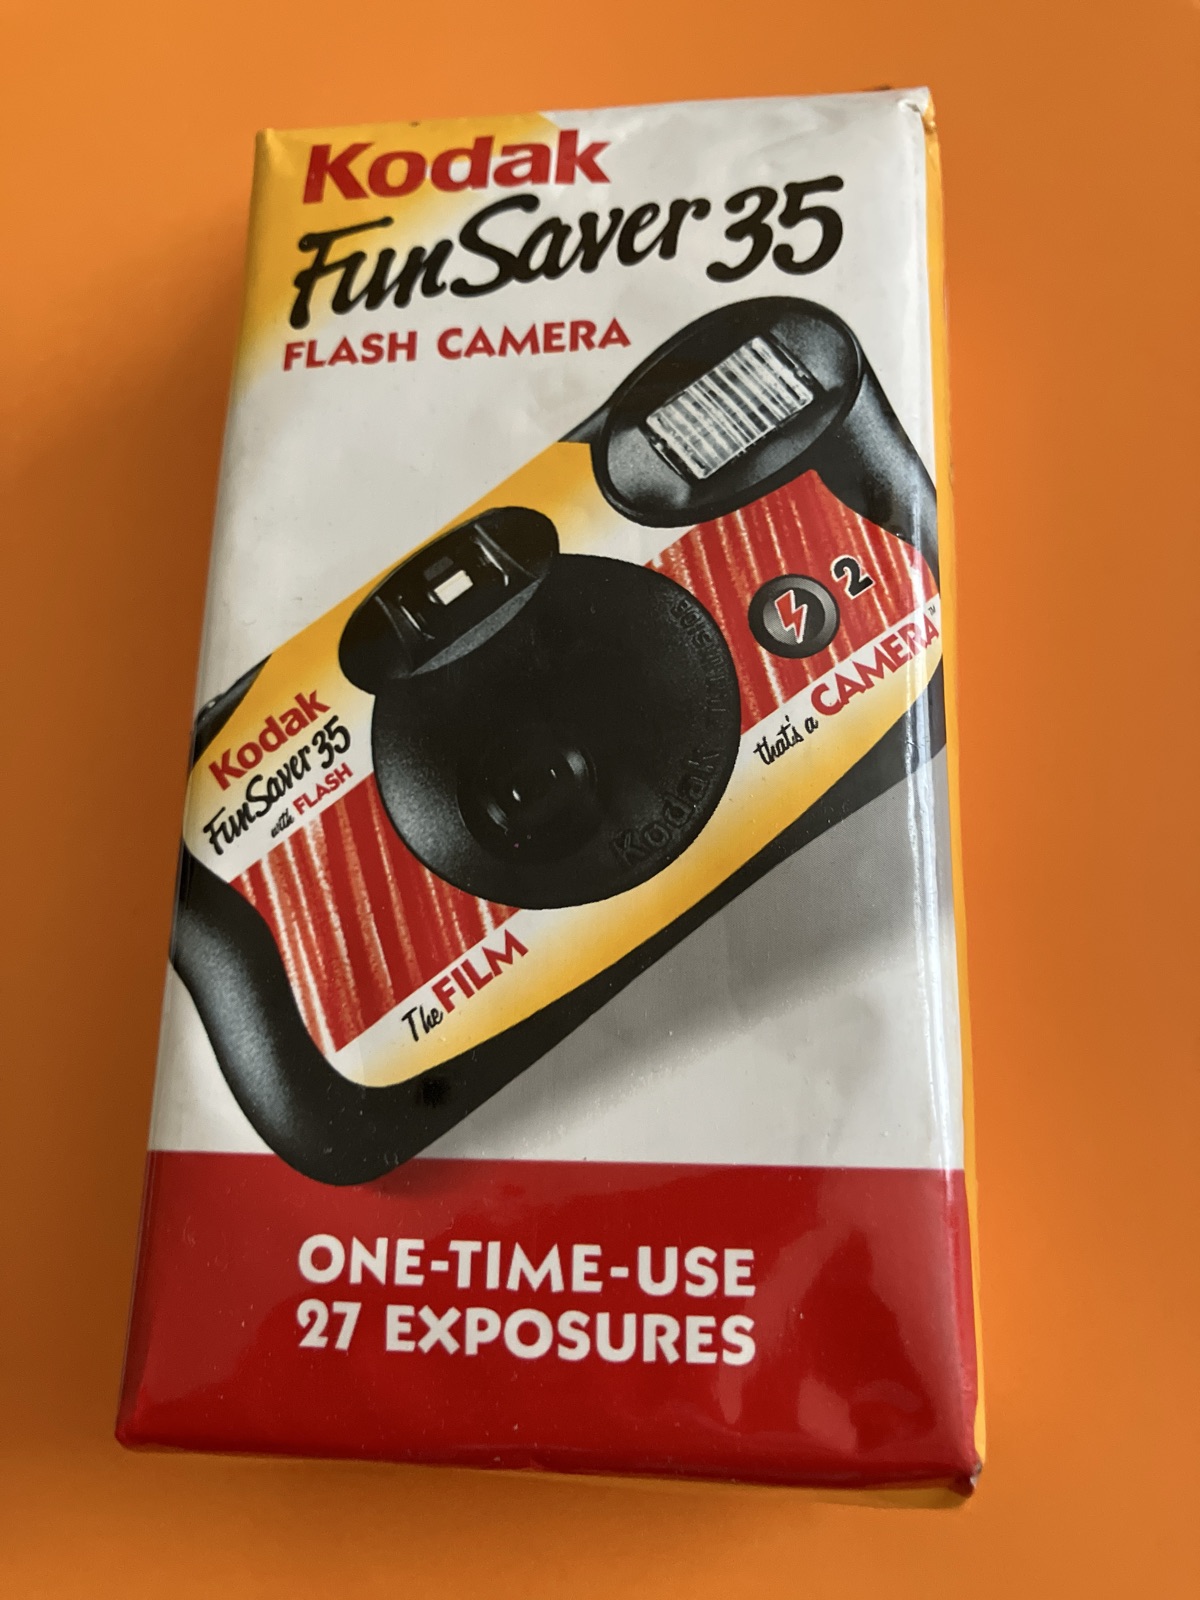 Kodak
FunSaver 35
FLASH CAMERA
2
that's a CAMERA™
Kodak
FunSaver 35
with FLASH
Kodak
The FILM
ONE-TIME-USE
27 EXPOSURES